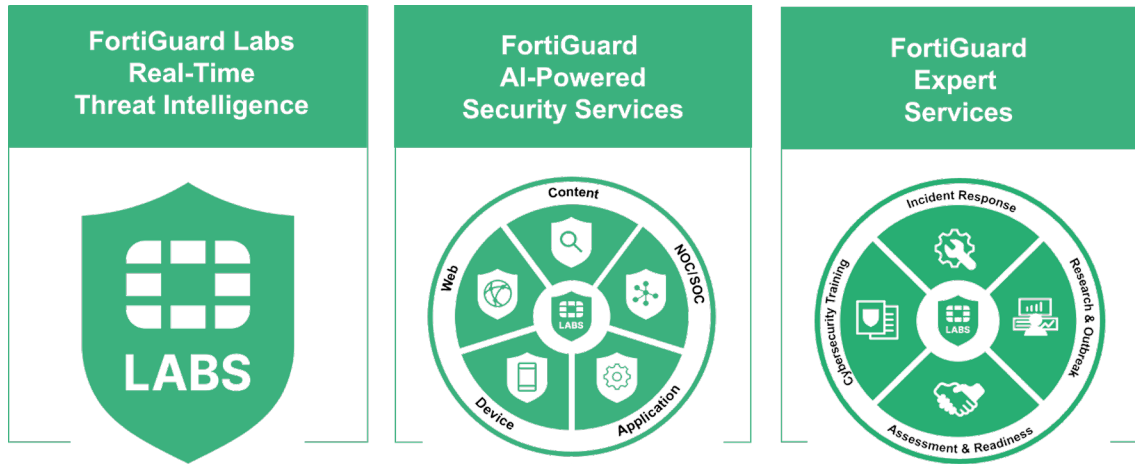 FortiGuard Labs
Real-Time
Threat Intelligence
LABS
FortiGuard
AI-Powered
Security Services
Content
NOC/SOC
Application
Device
Web
LABS
FortiGuard
Expert
Services
Incident Response
Research & Outbreak
Assessment & Readiness
Cybersecurity Training
LABS